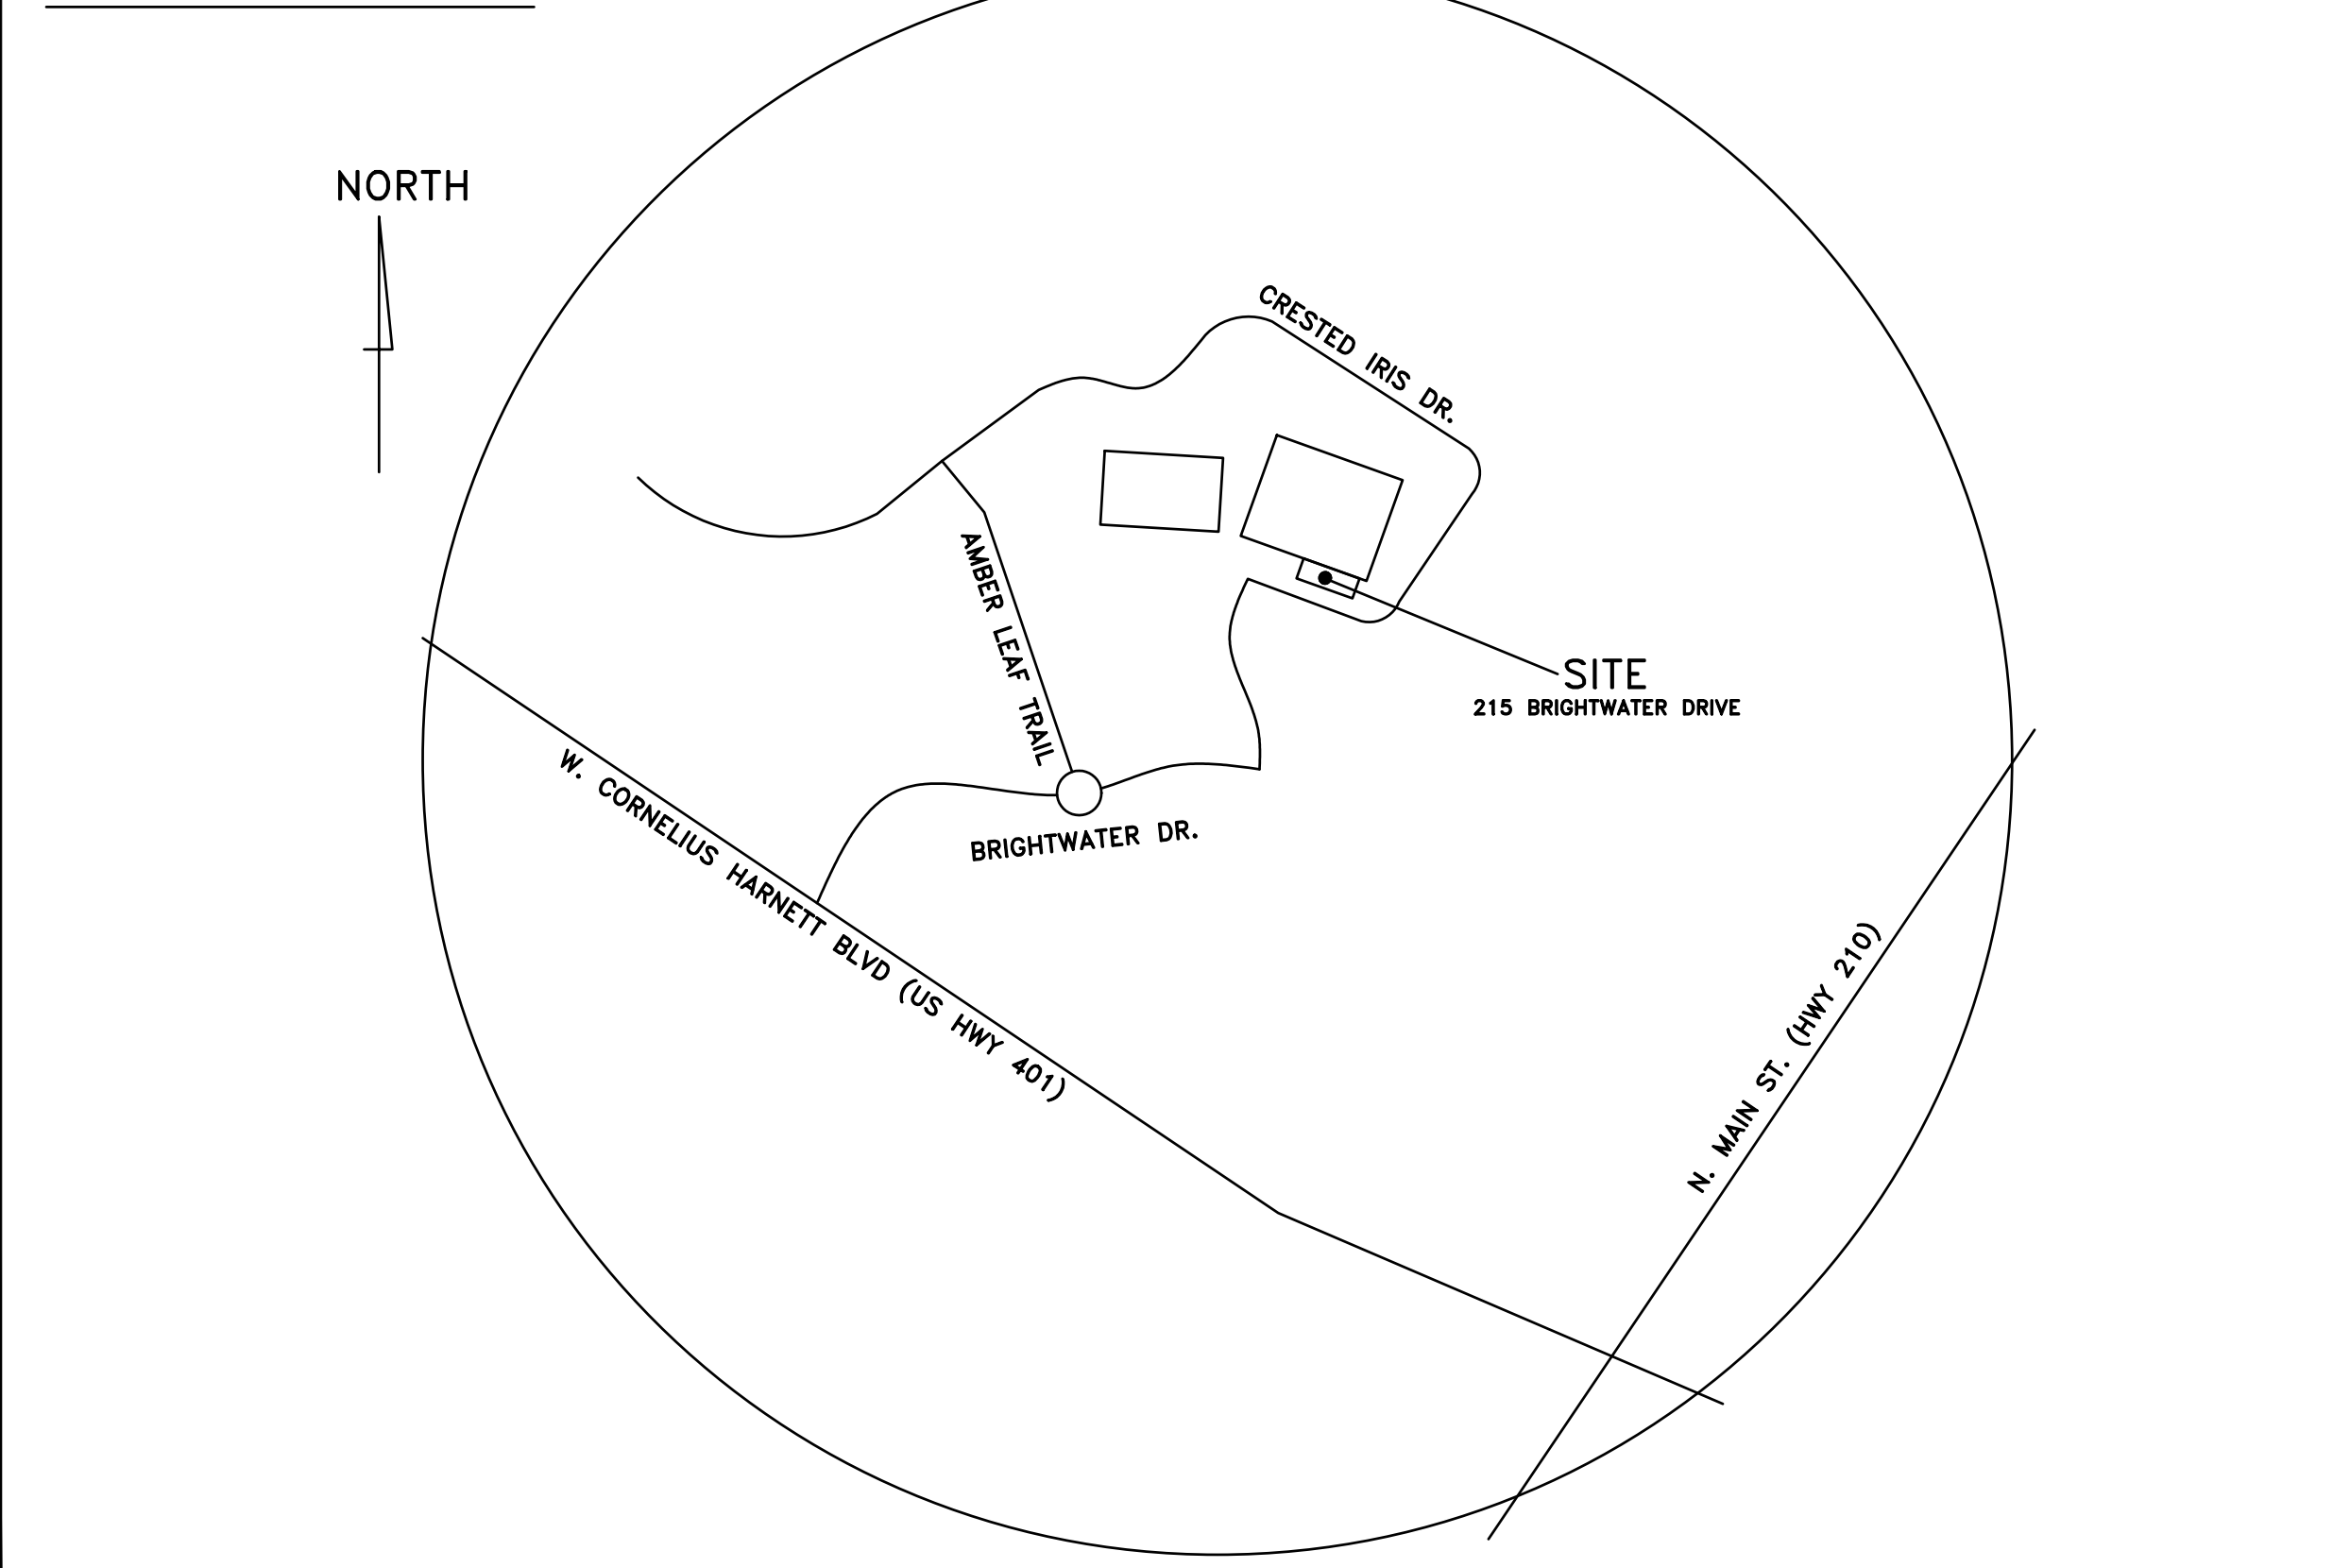 NORTH
CRESTED IRIS DR.
AMBER LEAF TRAIL
SITE
215 BRIGHTWATER DRIVE
BRIGHTWATER DR.
W. CORNELIUS HARNETT BLVD (US HWY 401)
N. MAIN ST. (HWY 210)